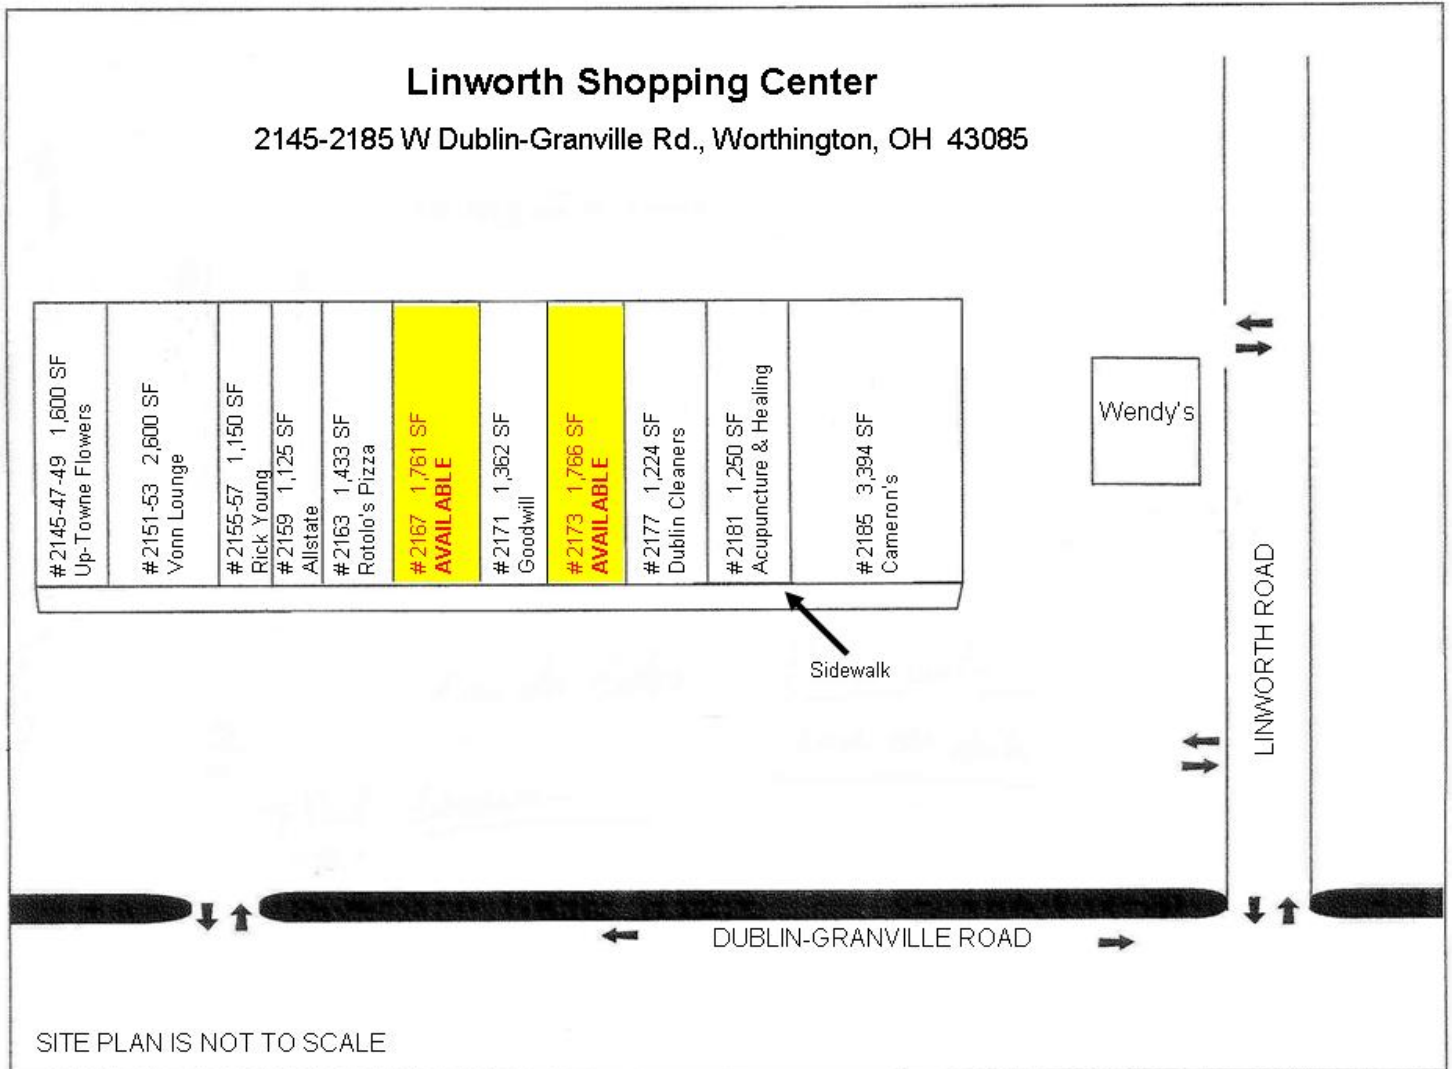 Linworth Shopping Center
2145-2185 W Dublin-Granville Rd., Worthington, OH 43085
#2145-47-49 1,600 SF
Up-Towne Flowers
#2151-53 2,600 SF
Vonn Lounge
#2155-57 1,150 SF
Rick Young
#2159 1,125 SF
Allstate
#2163 1,433 SF
Rotolo's Pizza
#2167 1,761 SF
AVAILABLE
#2171 1,362 SF
Goodwill
#2173 1,766 SF
AVAILABLE
#2177 1,224 SF
Dublin Cleaners
#2181 1,250 SF
Acupuncture & Healing
#2185 3,394 SF
Cameron's
Wendy's
Sidewalk
LINWORTH ROAD
DUBLIN-GRANVILLE ROAD
SITE PLAN IS NOT TO SCALE